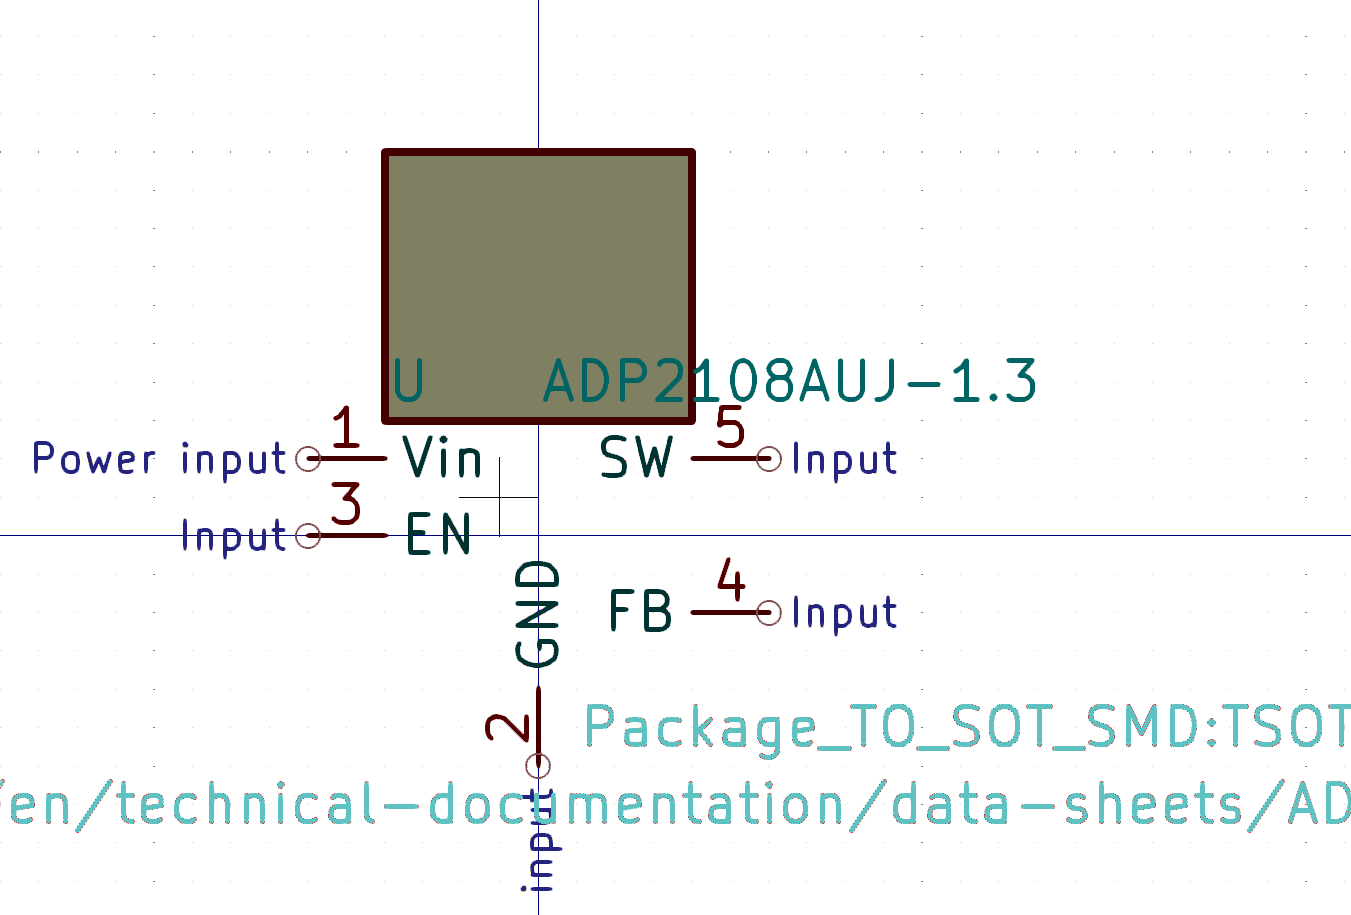 U ADP2108AUJ-1.3
1 5
Power input Vin SW Input
3
Input EN
4
GND FB Input
2 Package_TO_SOT_SMD:TSOT
/en/technical-documentation/data-sheets/AD
input